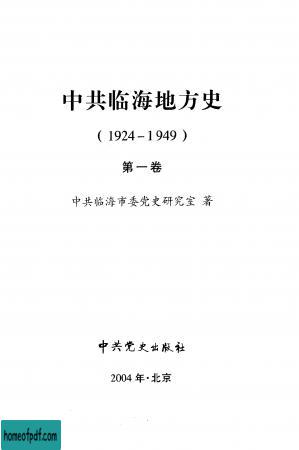 中共临海地方史
（1924－1949）
第一卷
中共临海市委党史研究室 著
中共党史出版社
2004年·北京
homeofpdf.com